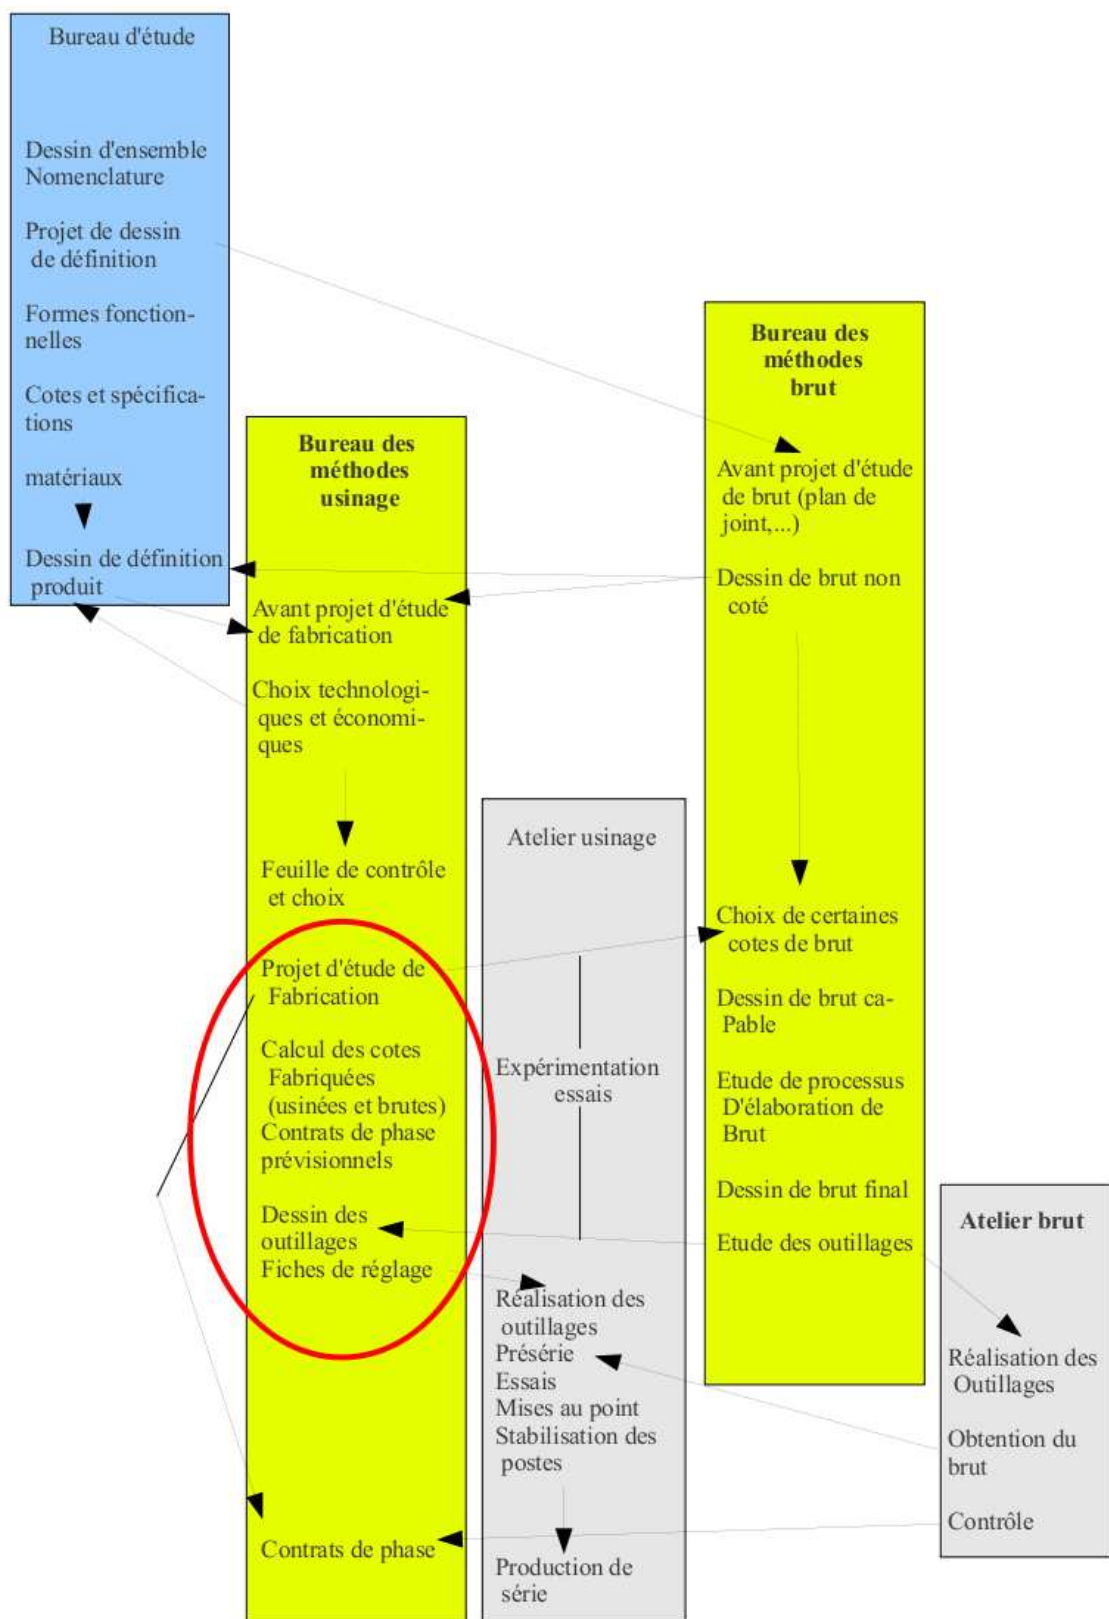 Bureau d'étude
Dessin d'ensemble
Nomenclature
Projet de dessin
de définition
Formes fonction-
nelles
Cotes et spécifica-
tions
matériaux
Dessin de définition
produit
Bureau des
méthodes
usinage
Avant projet d'étude
de fabrication
Choix technologi-
ques et économi-
ques
Feuille de contrôle
et choix
Projet d'étude de
Fabrication
Calcul des cotes
Fabriquées
(usinées et brutes)
Contrats de phase
prévisionnels
Dessin des
outillages
Fiches de réglage
Contrats de phase
Atelier usinage
Expérimentation
essais
Réalisation des
outillages
Présérie
Essais
Mises au point
Stabilisation des
postes
Production de
série
Bureau des
méthodes
brut
Avant projet d'étude
de brut (plan de
joint,...)
Dessin de brut non
coté
Choix de certaines
cotes de brut
Dessin de brut ca-
Pable
Etude de processus
D'élaboration de
Brut
Dessin de brut final
Etude des outillages
Atelier brut
Réalisation des
Outillages
Obtention du
brut
Contrôle